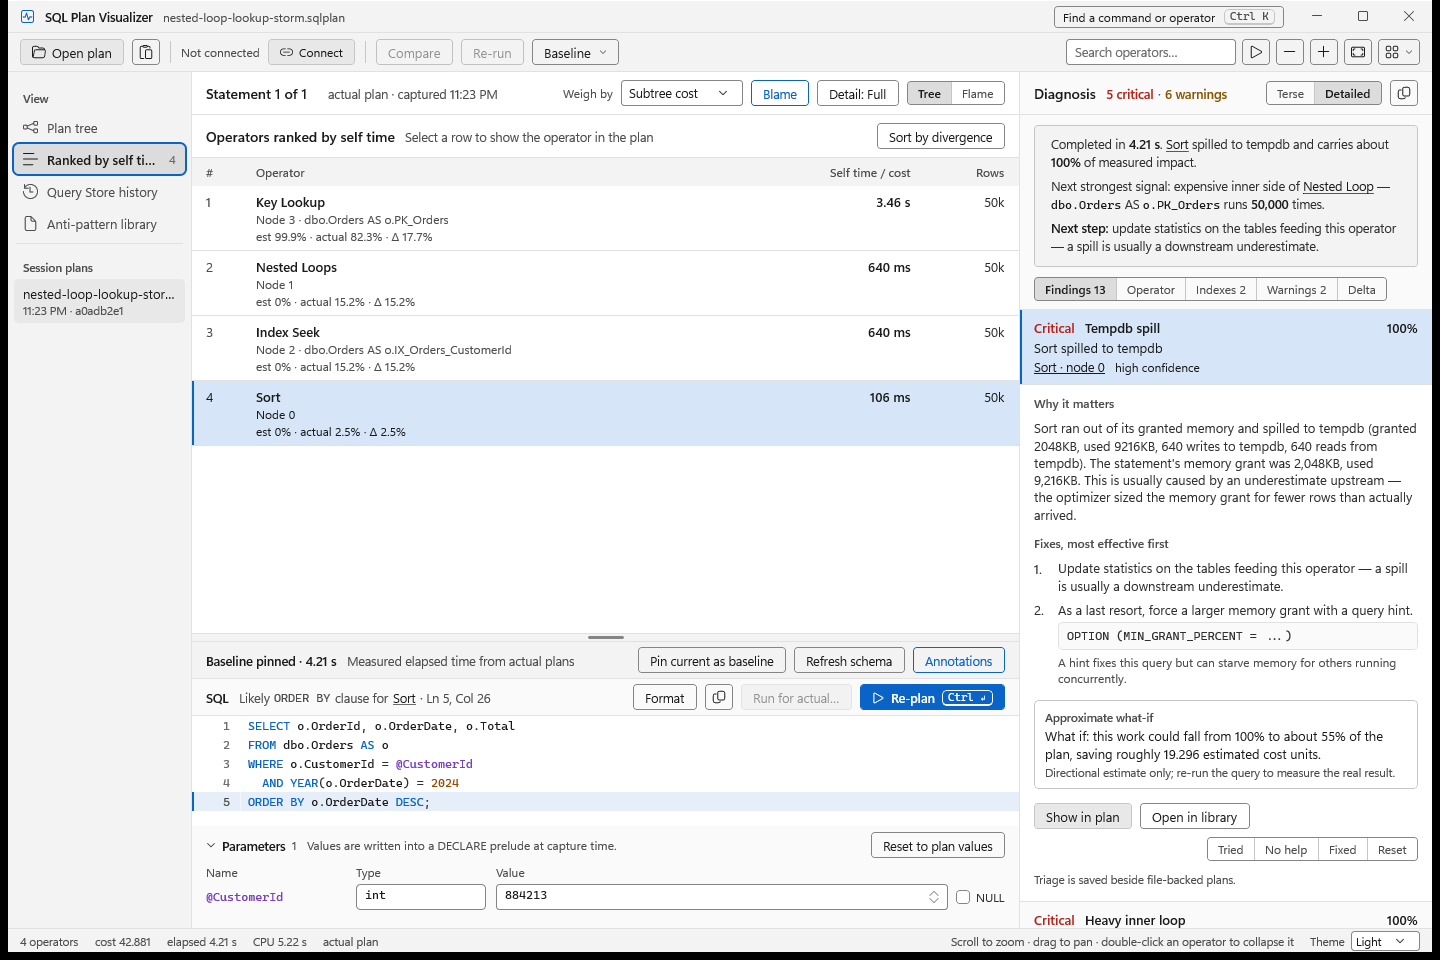 SQL Plan Visualizer nested-loop-lookup-storm.sqlplan
Find a command or operator Ctrl K
Open plan Not connected Connect Compare Re-run Baseline
Search operators...
View
Plan tree
Ranked by self ti... 4
Query Store history
Anti-pattern library
Session plans
nested-loop-lookup-stor...
11:23 PM · a0adb2e1
Statement 1 of 1 actual plan · captured 11:23 PM Weigh by Subtree cost Blame Detail: Full Tree Flame
Operators ranked by self time Select a row to show the operator in the plan Sort by divergence
# Operator Self time / cost Rows
1 Key Lookup 3.46 s 50k
Node 3 · dbo.Orders AS o.PK_Orders
est 99.9% · actual 82.3% · Δ 17.7%
2 Nested Loops 640 ms 50k
Node 1
est 0% · actual 15.2% · Δ 15.2%
3 Index Seek 640 ms 50k
Node 2 · dbo.Orders AS o.IX_Orders_CustomerId
est 0% · actual 15.2% · Δ 15.2%
4 Sort 106 ms 50k
Node 0
est 0% · actual 2.5% · Δ 2.5%
Baseline pinned · 4.21 s Measured elapsed time from actual plans Pin current as baseline Refresh schema Annotations
SQL Likely ORDER BY clause for Sort · Ln 5, Col 26 Format Run for actual... Re-plan Ctrl ↲
1 SELECT o.OrderId, o.OrderDate, o.Total
2 FROM dbo.Orders AS o
3 WHERE o.CustomerId = @CustomerId
4 AND YEAR(o.OrderDate) = 2024
5 ORDER BY o.OrderDate DESC;
Parameters 1 Values are written into a DECLARE prelude at capture time. Reset to plan values
Name Type Value
@CustomerId int 884213 NULL
Diagnosis 5 critical · 6 warnings Terse Detailed
Completed in 4.21 s. Sort spilled to tempdb and carries about
100% of measured impact.
Next strongest signal: expensive inner side of Nested Loop —
dbo.Orders AS o.PK_Orders runs 50,000 times.
Next step: update statistics on the tables feeding this operator
— a spill is usually a downstream underestimate.
Findings 13 Operator Indexes 2 Warnings 2 Delta
Critical Tempdb spill 100%
Sort spilled to tempdb
Sort · node 0 high confidence
Why it matters
Sort ran out of its granted memory and spilled to tempdb (granted
2048KB, used 9216KB, 640 writes to tempdb, 640 reads from
tempdb). The statement's memory grant was 2,048KB, used
9,216KB. This is usually caused by an underestimate upstream —
the optimizer sized the memory grant for fewer rows than actually
arrived.
Fixes, most effective first
1. Update statistics on the tables feeding this operator — a spill
is usually a downstream underestimate.
2. As a last resort, force a larger memory grant with a query hint.
OPTION (MIN_GRANT_PERCENT = ...)
A hint fixes this query but can starve memory for others running
concurrently.
Approximate what-if
What if: this work could fall from 100% to about 55% of the
plan, saving roughly 19.296 estimated cost units.
Directional estimate only; re-run the query to measure the real result.
Show in plan Open in library
Tried No help Fixed Reset
Triage is saved beside file-backed plans.
Critical Heavy inner loop 100%
4 operators cost 42.881 elapsed 4.21 s CPU 5.22 s actual plan
Scroll to zoom · drag to pan · double-click an operator to collapse it Theme Light